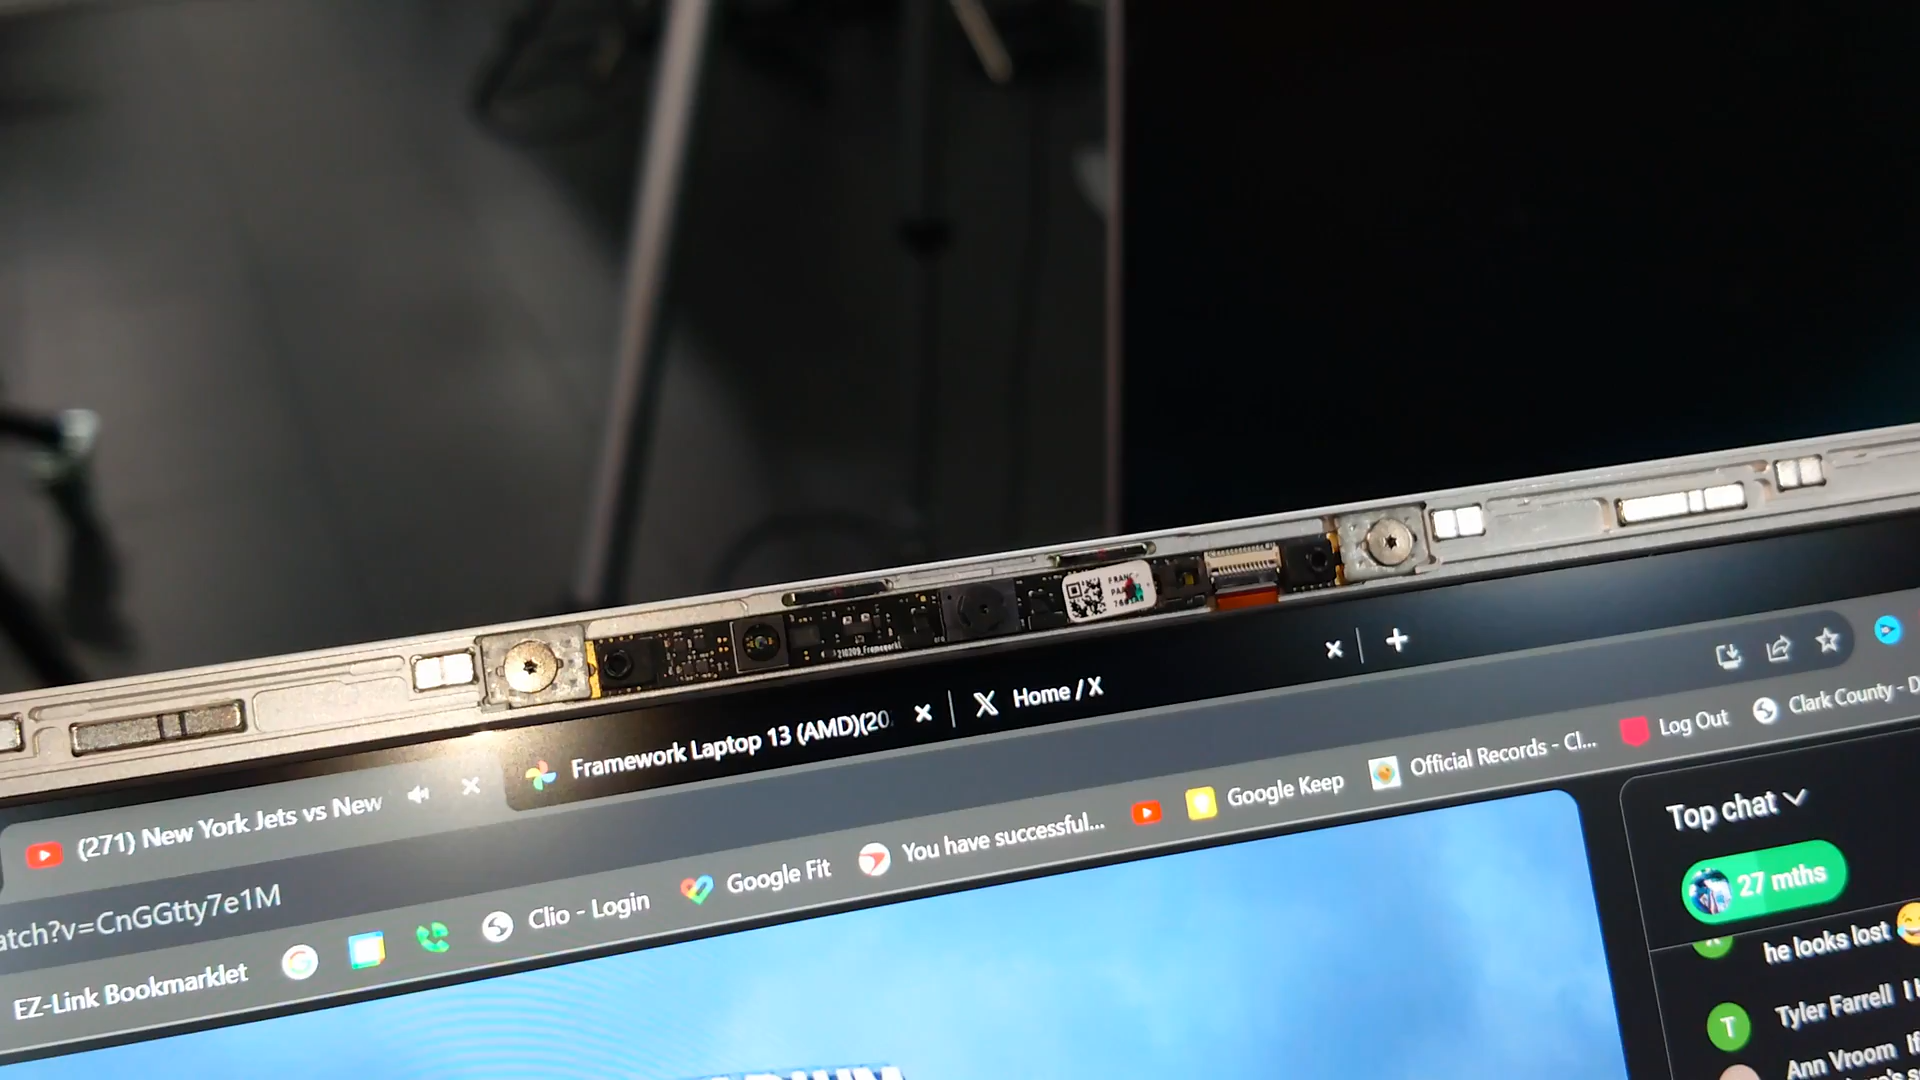 210209_Framework
Framework Laptop 13 (AMD)(20
Home / X
(271) New York Jets vs New
atch?v=CnGGtty7e1M
EZ-Link Bookmarklet
Clio - Login
Google Fit
You have successful...
Google Keep
Official Records - Cl...
Log Out
Clark County - D
Top chat
27 mths
he looks lost
Tyler Farrell I
Ann Vroom If